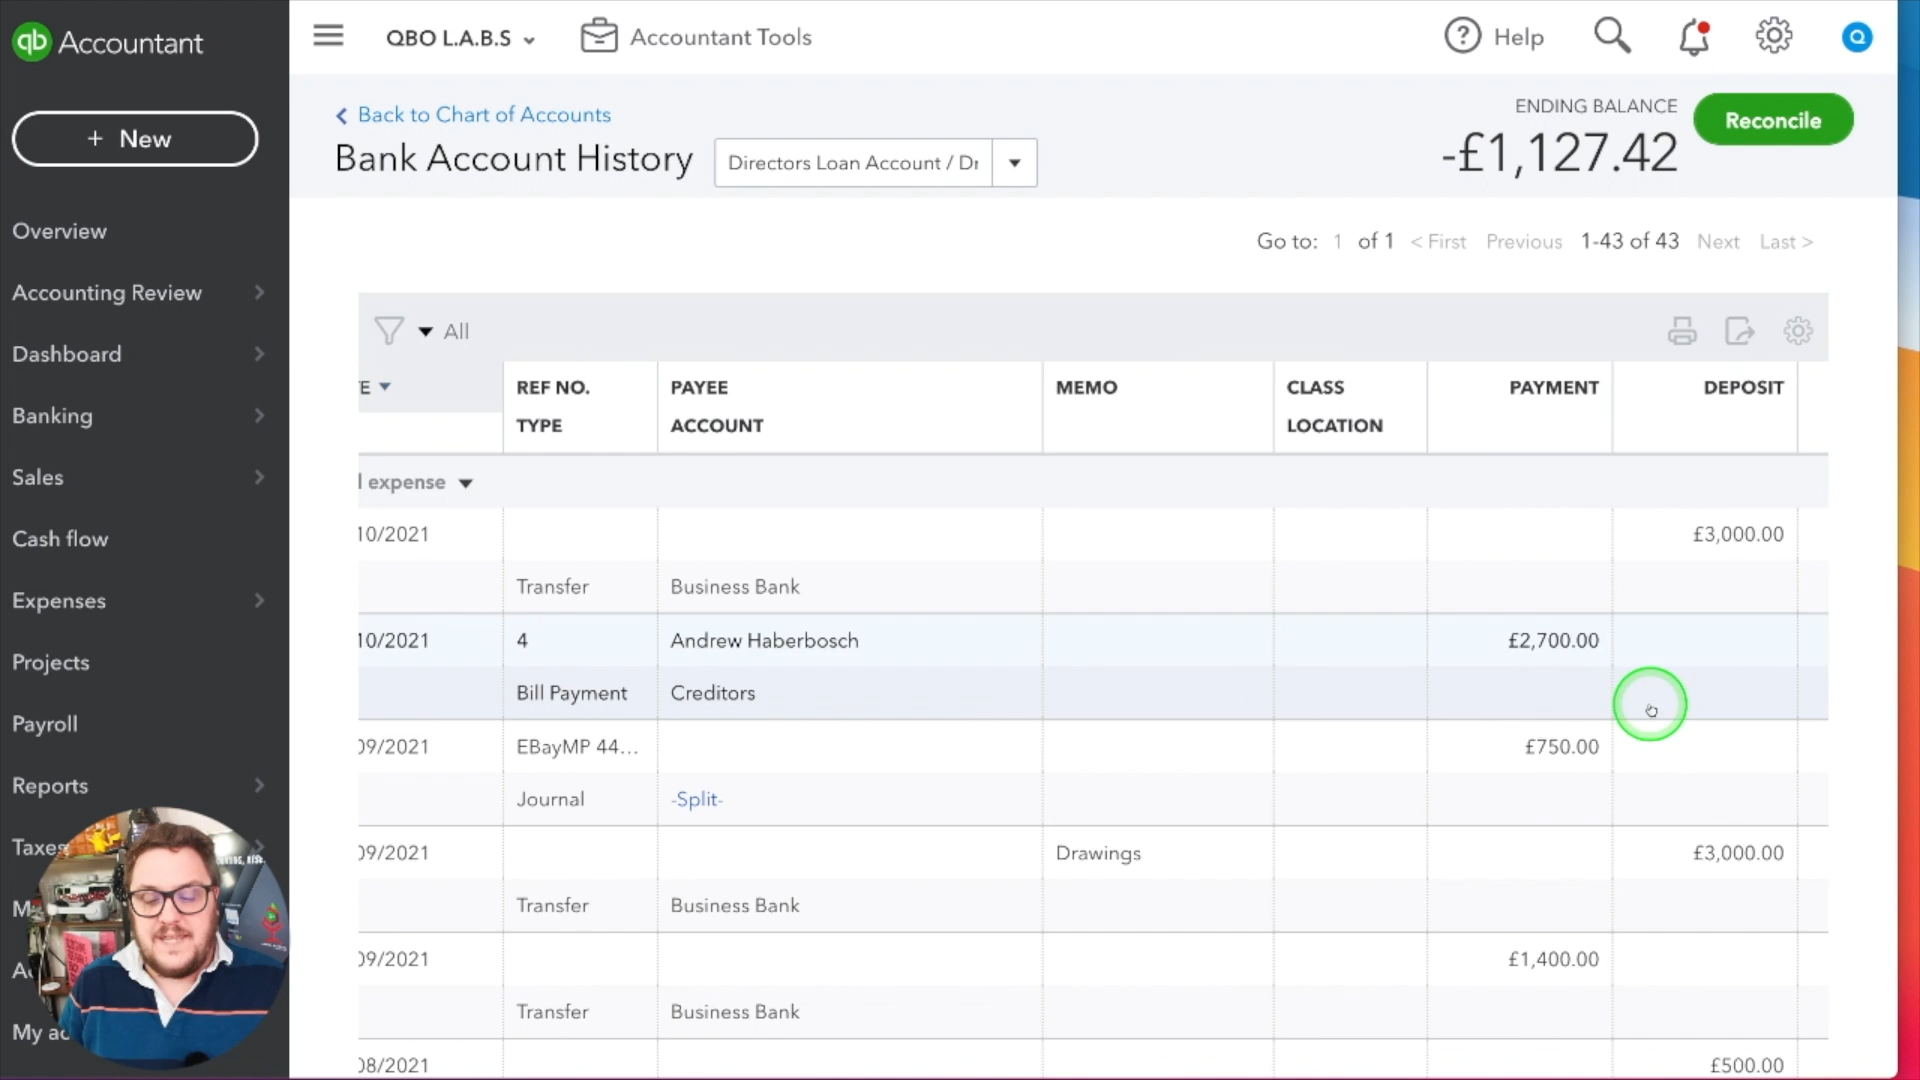 qb Accountant
QBO L.A.B.S
Accountant Tools
? Help
Q
+ New
Overview
Accounting Review
Dashboard
Banking
Sales
Cash flow
Expenses
Projects
Payroll
Reports
Taxes
M
A
My ac
< Back to Chart of Accounts
Bank Account History
Directors Loan Account / Dr
ENDING BALANCE
-£1,127.42
Reconcile
Go to: 1 of 1 < First Previous 1-43 of 43 Next Last >
All
E REF NO. PAYEE MEMO CLASS PAYMENT DEPOSIT
TYPE ACCOUNT LOCATION
l expense
10/2021 £3,000.00
Transfer Business Bank
10/2021 4 Andrew Haberbosch £2,700.00
Bill Payment Creditors
09/2021 EBayMP 44... £750.00
Journal -Split-
09/2021 Drawings £3,000.00
Transfer Business Bank
09/2021 £1,400.00
Transfer Business Bank
08/2021 £500.00